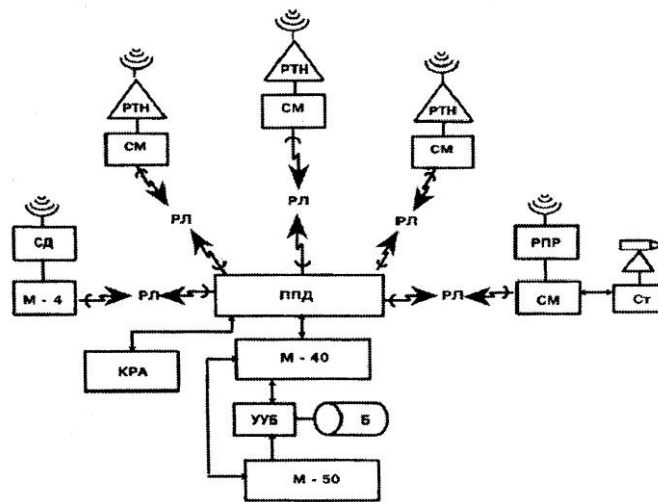 РТН
РТН
РТН
СМ
СМ
СМ
РЛ
РЛ
РЛ
СД
РПР
М - 4
РЛ
ППД
РЛ
СМ
Ст
КРА
М - 40
УУБ
Б
М - 50